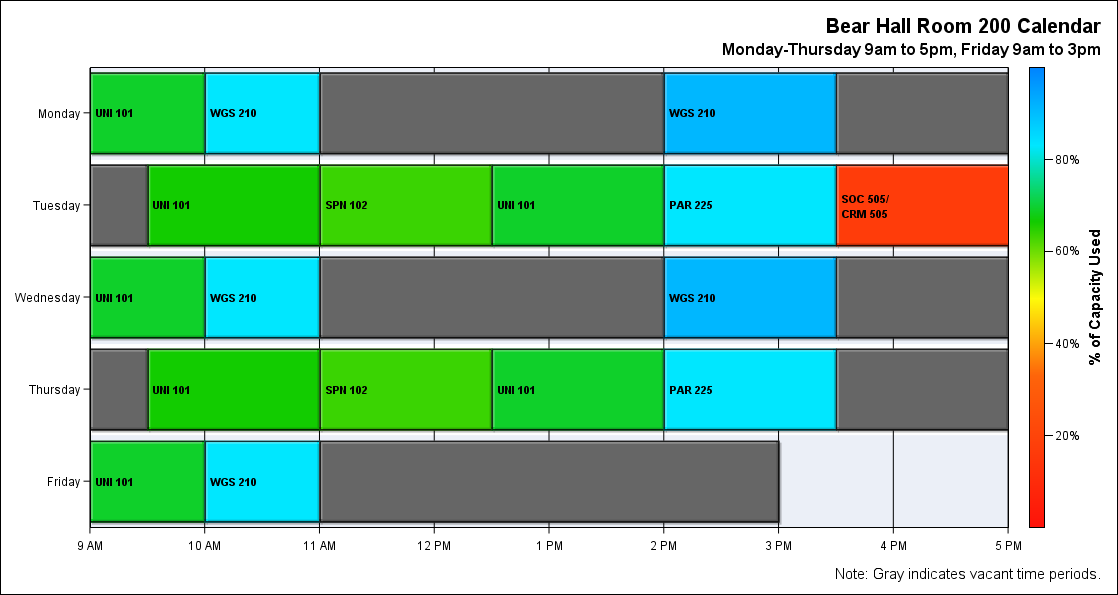 Bear Hall Room 200 Calendar
Monday-Thursday 9am to 5pm, Friday 9am to 3pm
Monday
UNI 101
WGS 210
WGS 210
Tuesday
UNI 101
SPN 102
UNI 101
PAR 225
SOC 505/
CRM 505
Wednesday
UNI 101
WGS 210
WGS 210
Thursday
UNI 101
SPN 102
UNI 101
PAR 225
Friday
UNI 101
WGS 210
9 AM
10 AM
11 AM
12 PM
1 PM
2 PM
3 PM
4 PM
5 PM
80%
60%
40%
20%
% of Capacity Used
Note: Gray indicates vacant time periods.